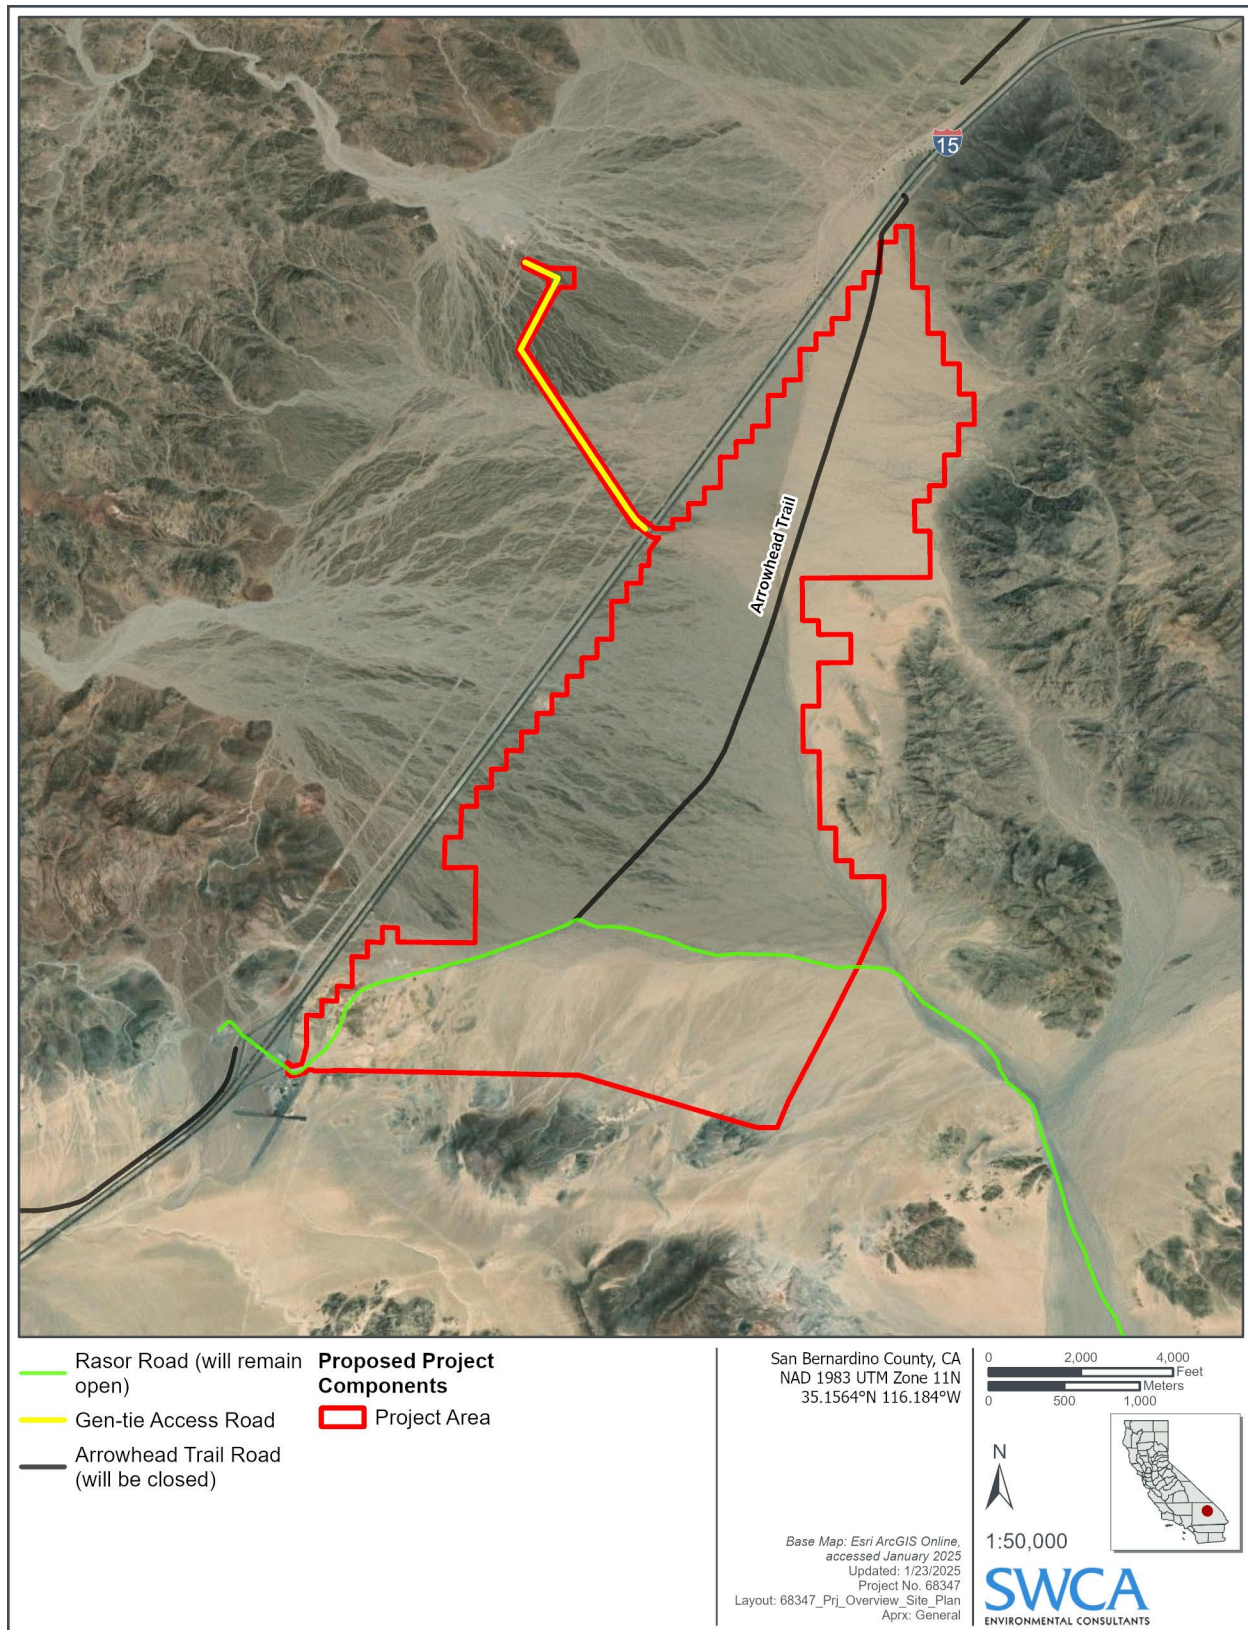 15
Arrowhead Trail
Rasor Road (will remain
open)
Gen-tie Access Road
Arrowhead Trail Road
(will be closed)
Proposed Project
Components
Project Area
San Bernardino County, CA
NAD 1983 UTM Zone 11N
35.1564°N 116.184°W
Base Map: Esri ArcGIS Online,
accessed January 2025
Updated: 1/23/2025
Project No. 68347
Layout: 68347_Prj_Overview_Site_Plan
Aprx: General
0 2,000 4,000
Feet
Meters
0 500 1,000
N
1:50,000
SWCA
ENVIRONMENTAL CONSULTANTS